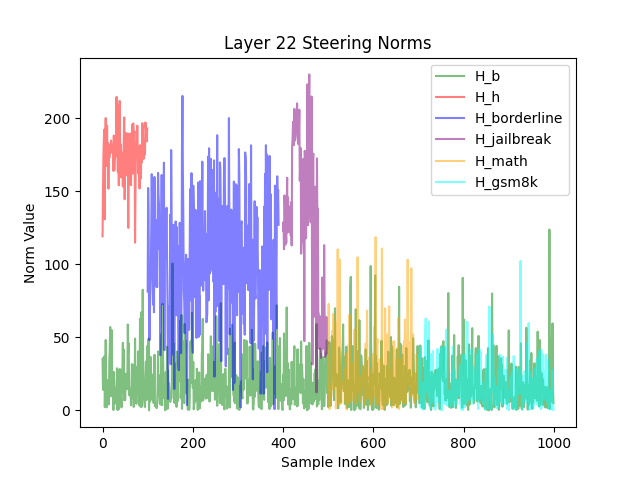 Layer 22 Steering Norms
H_b
H_h
H_borderline
H_jailbreak
H_math
H_gsm8k
200
150
100
50
0
Norm Value
0
200
400
600
800
1000
Sample Index